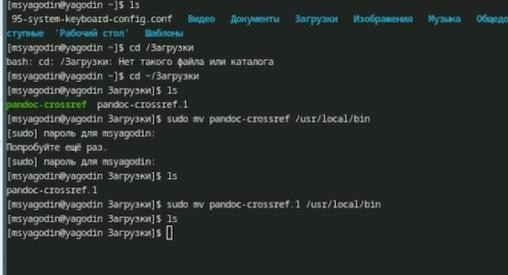 [msyagodin@yagodin ~]$ ls
95-system-keyboard-config.conf Видео Документы Загрузки Изображения Музыка Общедо
ступные 'Рабочий стол' Шаблоны
[msyagodin@yagodin ~]$ cd /Загрузки
bash: cd: /Загрузки: Нет такого файла или каталога
[msyagodin@yagodin ~]$ cd ~/Загрузки
[msyagodin@yagodin Загрузки]$ ls
pandoc-crossref pandoc-crossref.1
[msyagodin@yagodin Загрузки]$ sudo mv pandoc-crossref /usr/local/bin
[sudo] пароль для msyagodin:
Попробуйте ещё раз.
[sudo] пароль для msyagodin:
[msyagodin@yagodin Загрузки]$ ls
pandoc-crossref.1
[msyagodin@yagodin Загрузки]$ sudo mv pandoc-crossref.1 /usr/local/bin
[msyagodin@yagodin Загрузки]$ ls
[msyagodin@yagodin Загрузки]$